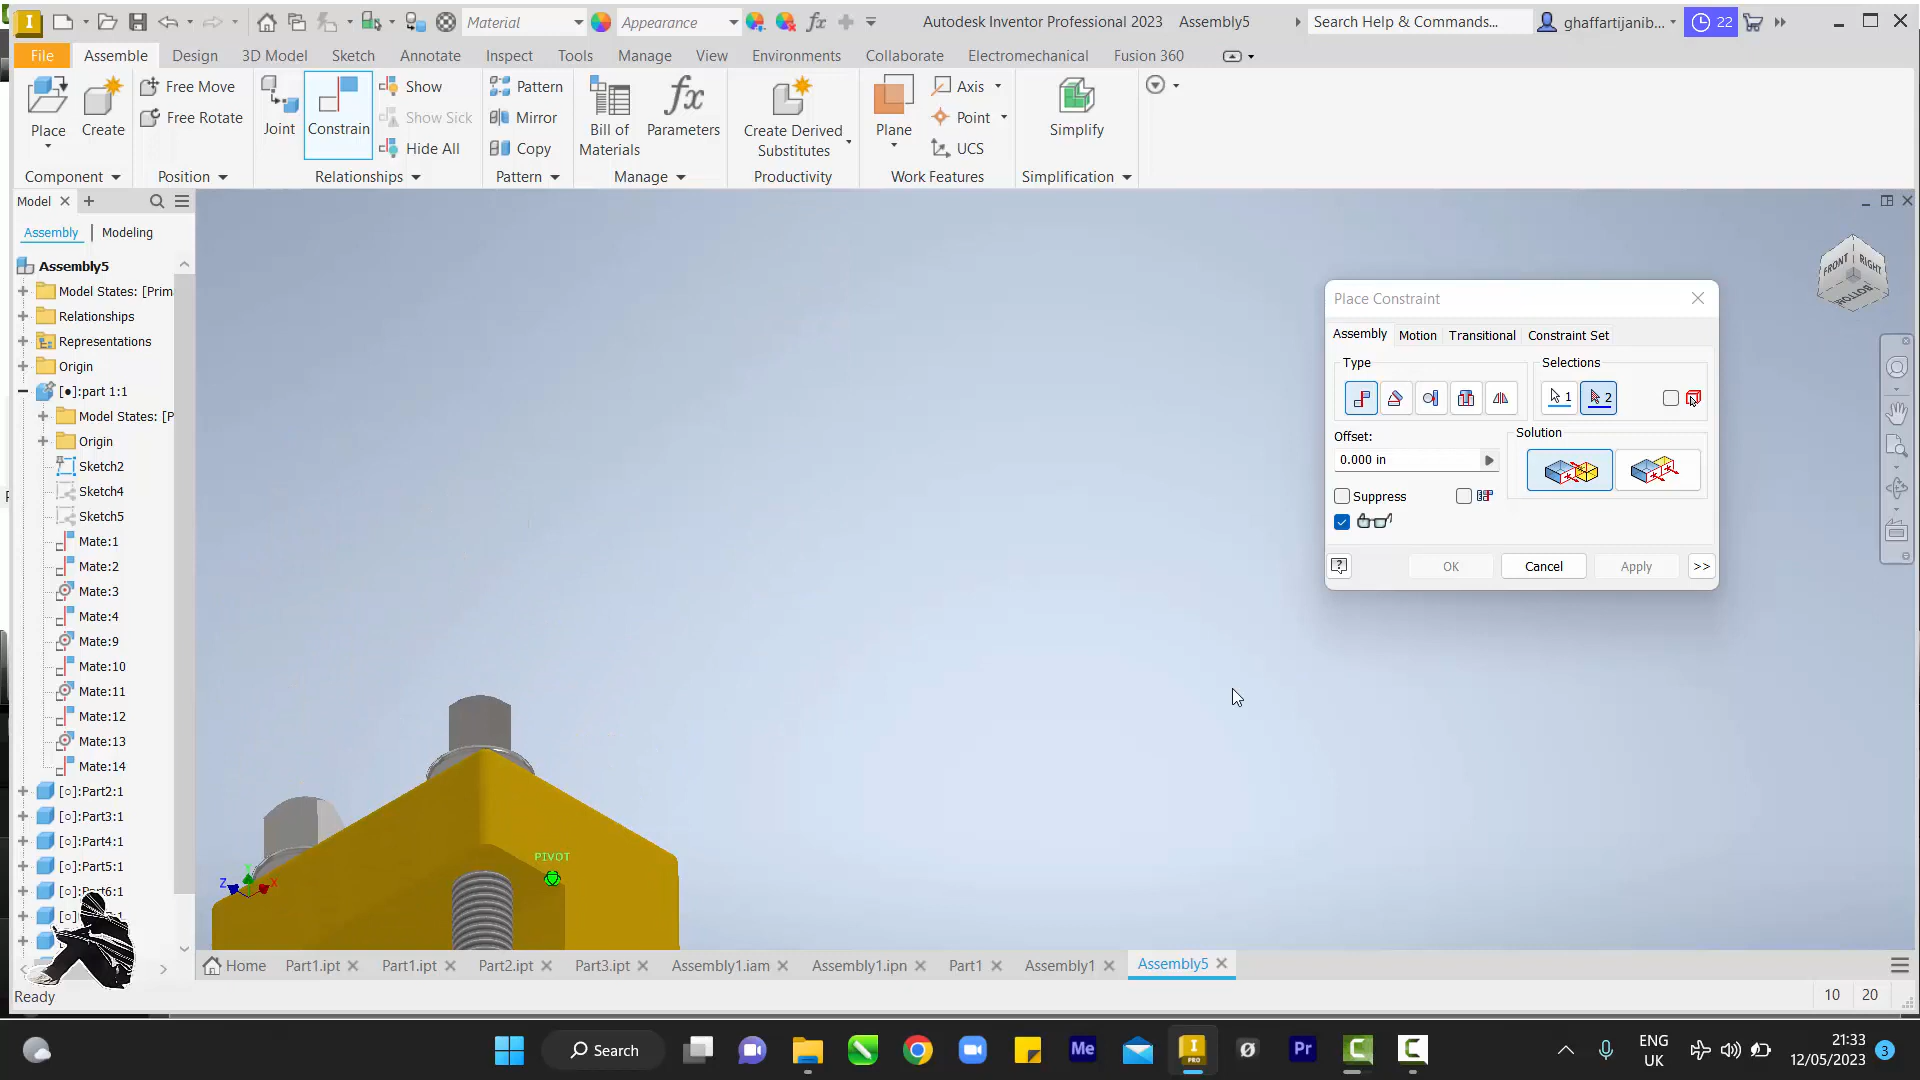 Material
Appearance
Autodesk Inventor Professional 2023 Assembly5
Search Help & Commands...
ghaffartijanib...
22
File Assemble Design 3D Model Sketch Annotate Inspect Tools Manage View Environments Collaborate Electromechanical Fusion 360
Place
Create
Free Move
Free Rotate
Joint
Constrain
Show
Show Sick
Hide All
Pattern
Mirror
Copy
Bill of
Materials
Parameters
Create Derived
Substitutes
Plane
Axis
Point
UCS
Simplify
Component Position Relationships Pattern Manage Productivity Work Features Simplification
Model
Assembly Modeling
Assembly5
Model States: [Prim
Relationships
Representations
Origin
[●]:part 1:1
Model States: [P
Origin
Sketch2
Sketch4
Sketch5
Mate:1
Mate:2
Mate:3
Mate:4
Mate:9
Mate:10
Mate:11
Mate:12
Mate:13
Mate:14
[○]:Part2:1
[○]:Part3:1
[○]:Part4:1
[○]:Part5:1
[○]:Part6:1
FRONT RIGHT
BOTTOM
Place Constraint
Assembly Motion Transitional Constraint Set
Type
Selections
1 2
Offset:
0.000 in
Solution
Suppress
OK Cancel Apply >>
PIVOT
Z Y X
Home Part1.ipt Part1.ipt Part2.ipt Part3.ipt Assembly1.iam Assembly1.ipn Part1 Assembly1 Assembly5
Ready
10 20
Search
Me
PRO
Pr
ENG
UK
21:33
12/05/2023
3